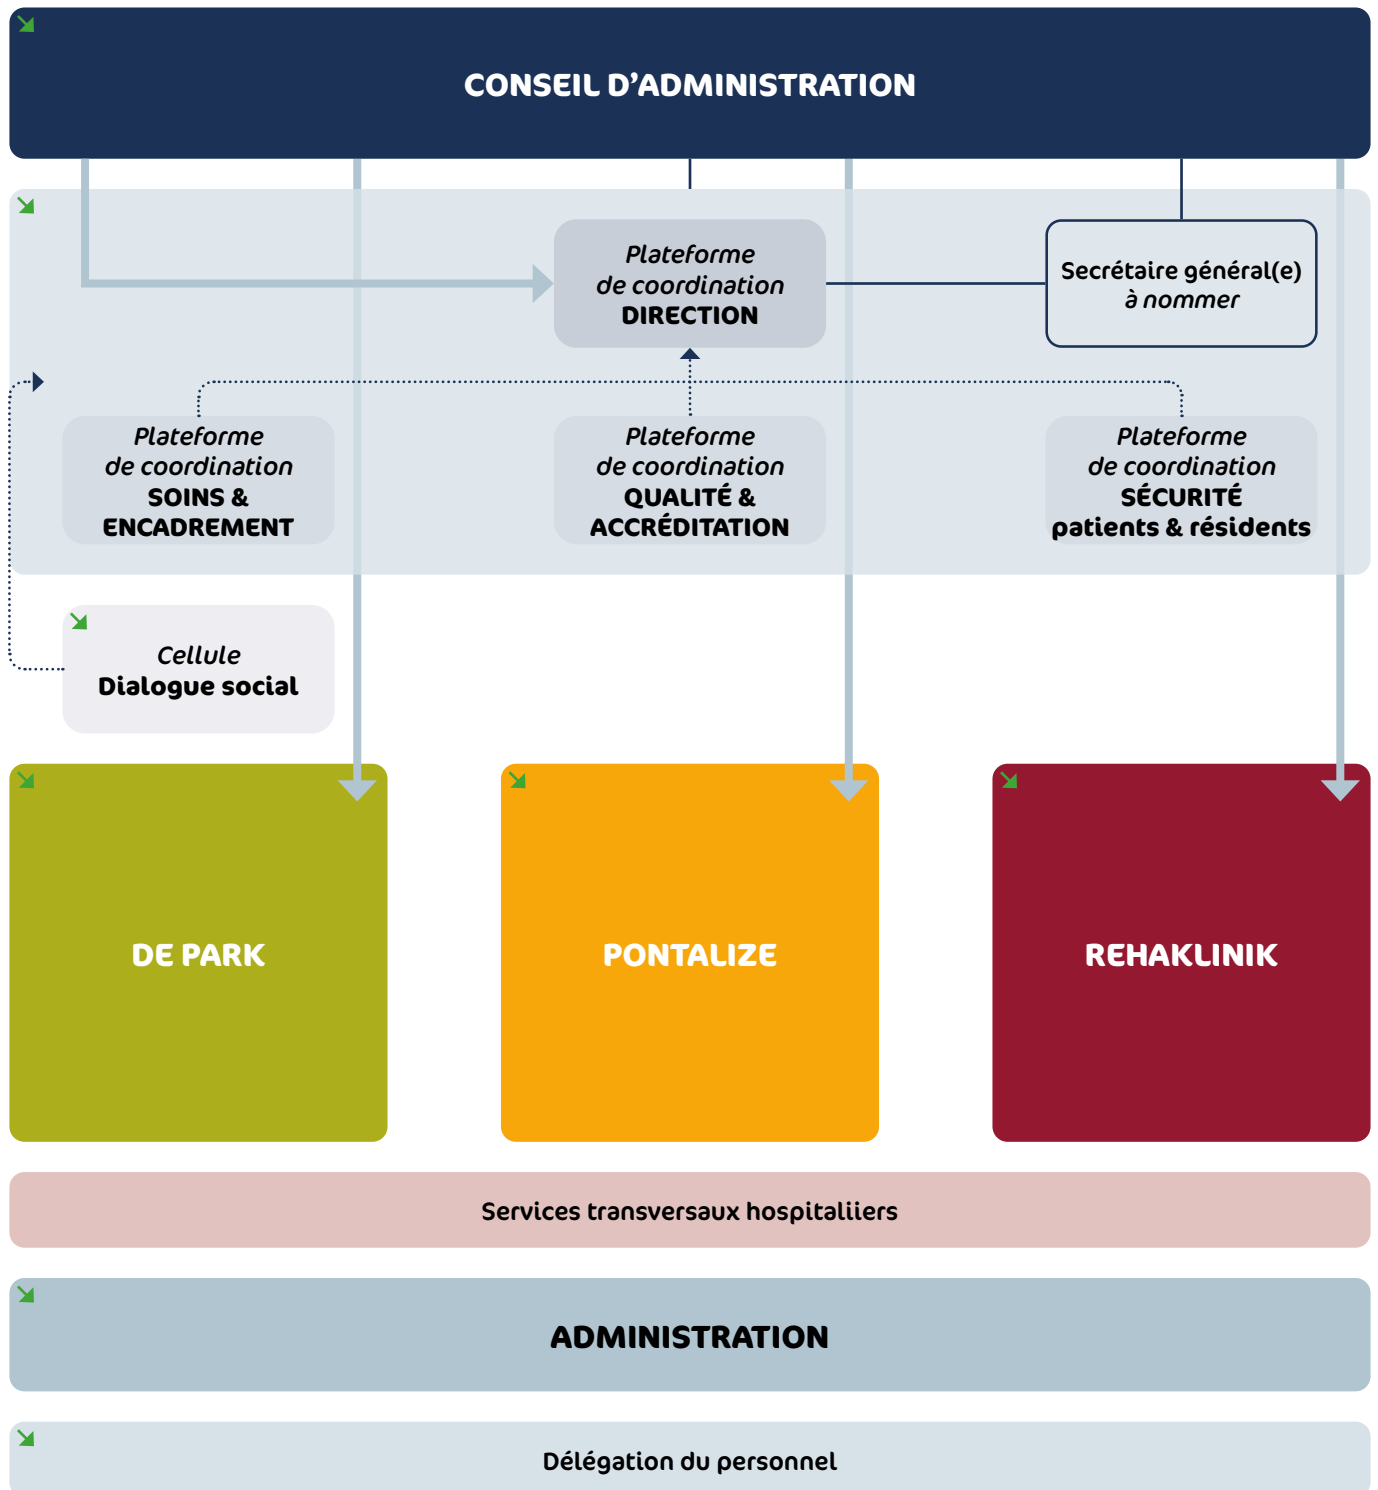 CONSEIL D’ADMINISTRATION
Plateforme
de coordination
DIRECTION
Secrétaire général(e)
à nommer
Plateforme
de coordination
SOINS &
ENCADREMENT
Plateforme
de coordination
QUALITÉ &
ACCRÉDITATION
Plateforme
de coordination
SÉCURITÉ
patients & résidents
Cellule
Dialogue social
DE PARK
PONTALIZE
REHAKLINIK
Services transversaux hospitaliiers
ADMINISTRATION
Délégation du personnel